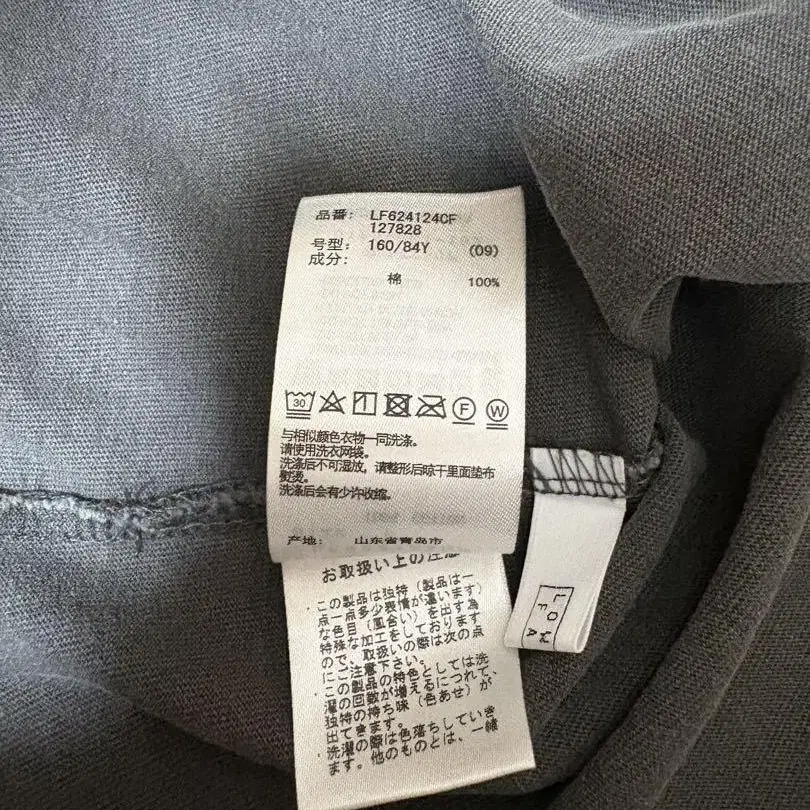 品番: LF624124CF
127828
号型: 160/84Y (09)
成分:
棉 100%
30 F W
与相似颜色衣物一同洗涤。
请使用洗衣网袋。
洗涤后不可湿放，请整形后晾干里面垫布
熨烫。
洗涤后会有少许收缩。
产地: 山东省青岛市
お取扱い上の注意
・この製品は独特（製品は一
点一点多少表情が違います）
な色目（風合い）を出す為
特殊な加工をしております
ので、取扱いの際は次の点
にご注意下さい。
・この製品の特色としては洗
濯の回数が増えるにつれて、
独特の持ち味（色あせ）が
出てきます。
・洗濯の際は色落ちしていき
ます。他のものとは、一緒
LOW
FA